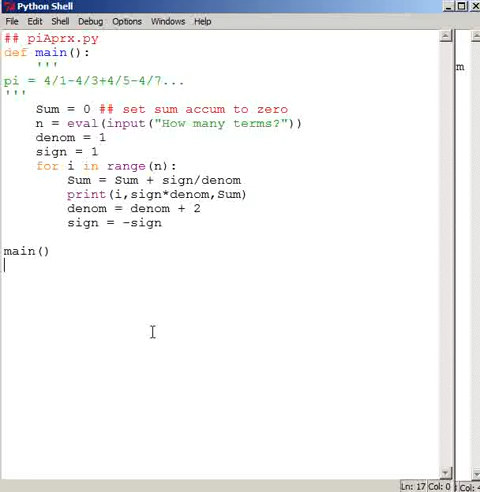 Python Shell
File Edit Shell Debug Options Windows Help
## piAprx.py
def main():
    '''
pi = 4/1-4/3+4/5-4/7...
'''
    Sum = 0 ## set sum accum to zero
    n = eval(input("How many terms?"))
    denom = 1
    sign = 1
    for i in range(n):
        Sum = Sum + sign/denom
        print(i,sign*denom,Sum)
        denom = denom + 2
        sign = -sign
main()
m
Ln: 17 Col: 0
Col: 4